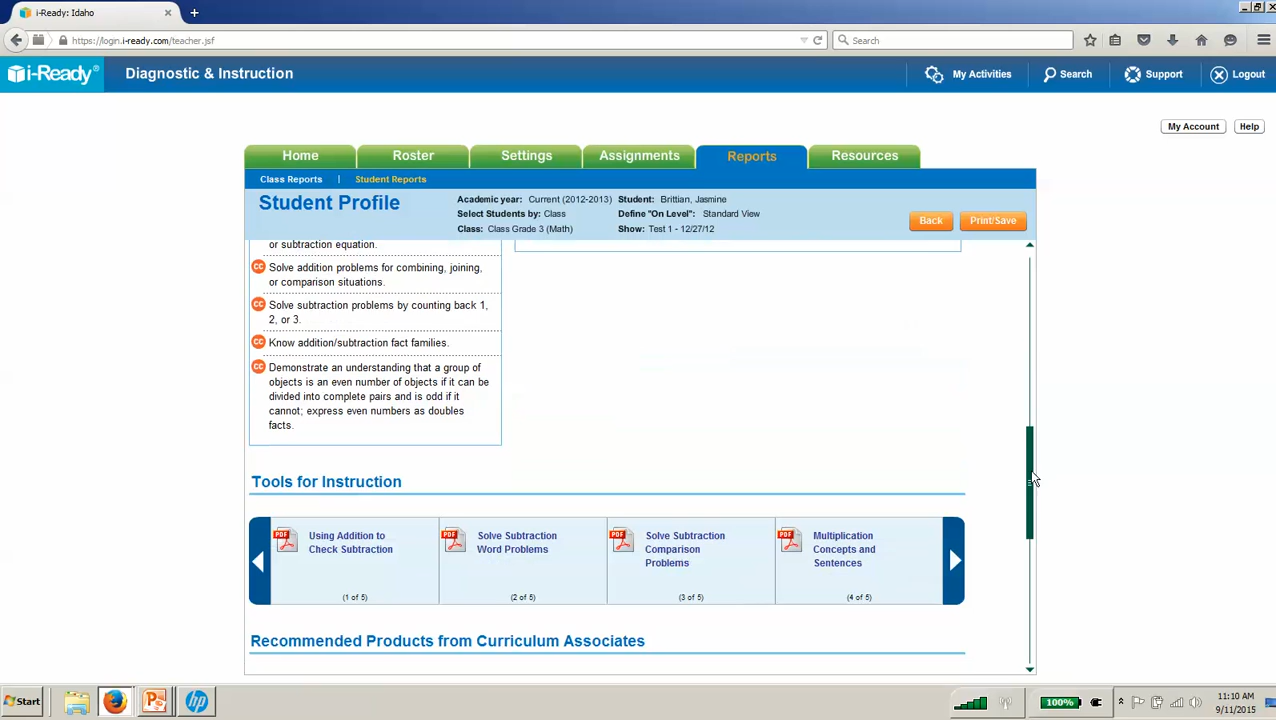 i-Ready: Idaho
https://login.i-ready.com/teacher.jsf
Search
i-Ready®
Diagnostic & Instruction
My Activities
Search
Support
Logout
My Account
Help
Home
Roster
Settings
Assignments
Reports
Resources
Class Reports | Student Reports
Student Profile
Academic year: Current (2012-2013)
Select Students by: Class
Class: Class Grade 3 (Math)
Student: Brittian, Jasmine
Define "On Level": Standard View
Show: Test 1 - 12/27/12
Back
Print/Save
or subtraction equation.
CC Solve addition problems for combining, joining,
or comparison situations.
CC Solve subtraction problems by counting back 1,
2, or 3.
CC Know addition/subtraction fact families.
CC Demonstrate an understanding that a group of
objects is an even number of objects if it can be
divided into complete pairs and is odd if it
cannot; express even numbers as doubles
facts.
Tools for Instruction
PDF
Using Addition to
Check Subtraction
(1 of 5)
PDF
Solve Subtraction
Word Problems
(2 of 5)
PDF
Solve Subtraction
Comparison
Problems
(3 of 5)
PDF
Multiplication
Concepts and
Sentences
(4 of 5)
Recommended Products from Curriculum Associates
Start
hp
100%
11:10 AM
9/11/2015